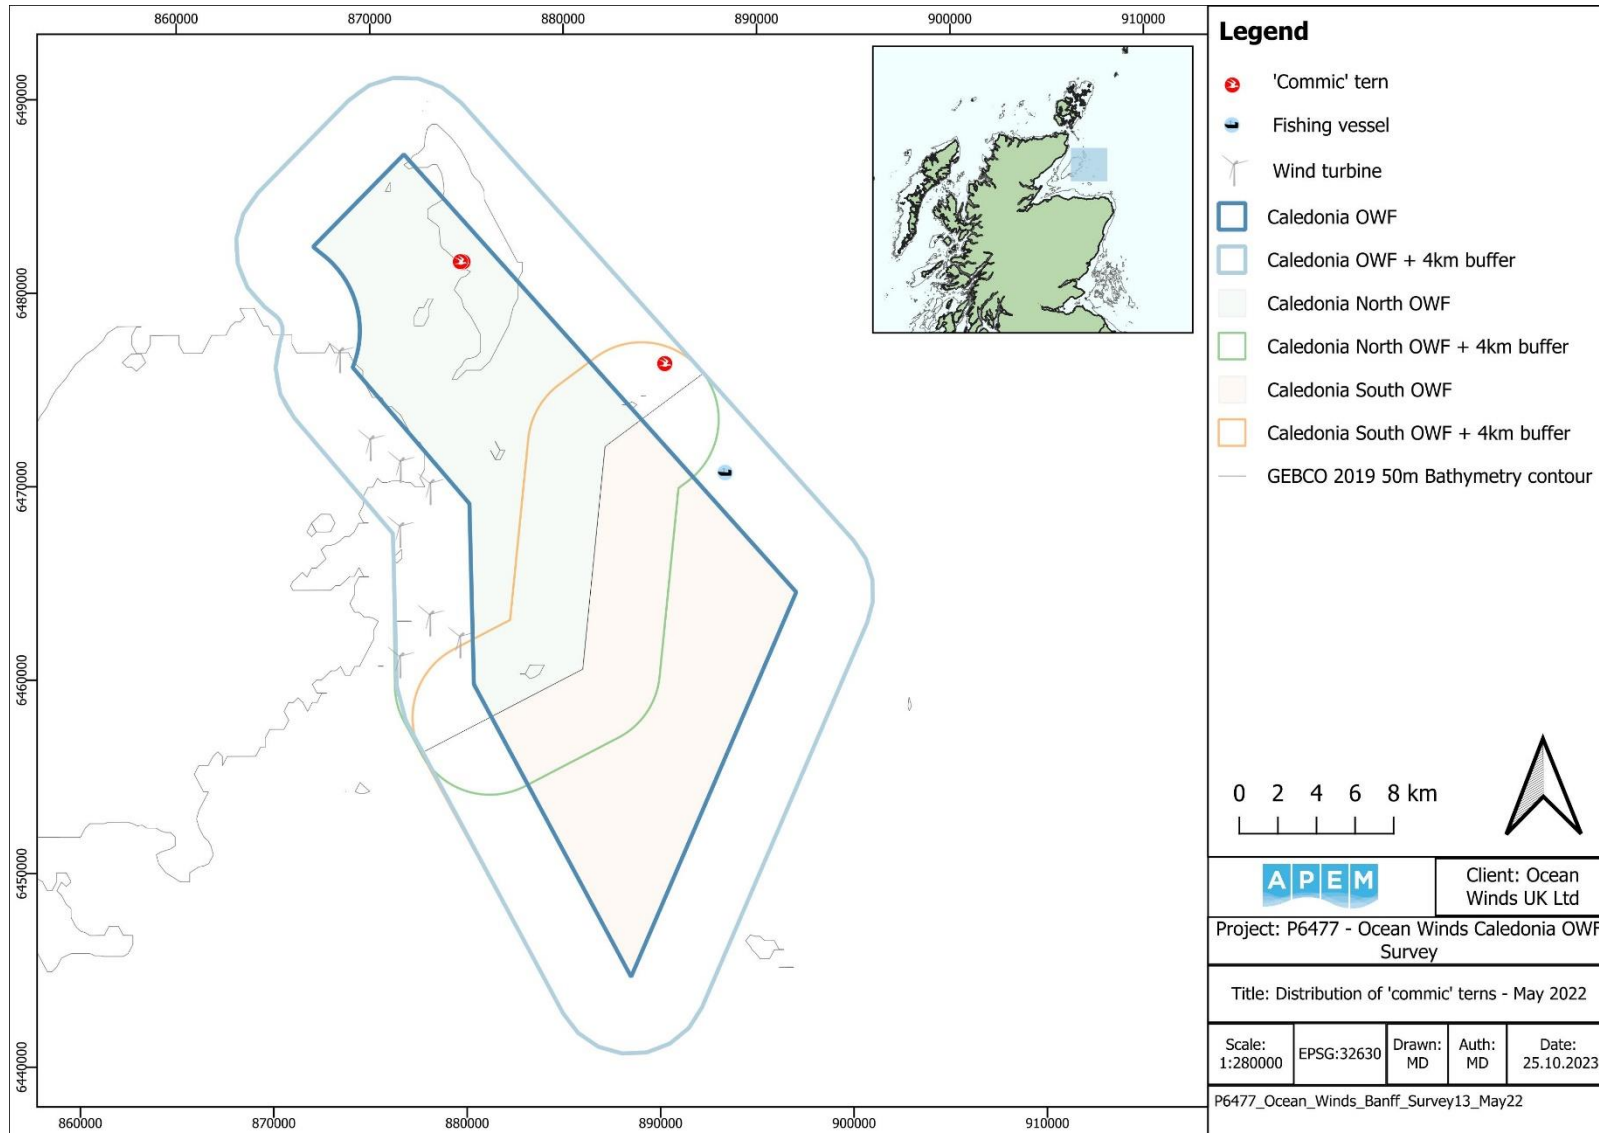 860000 870000 880000 890000 900000 910000
6490000
6480000
6470000
6460000
6450000
6440000
860000 870000 880000 890000 900000 910000
Legend
'Commic' tern
Fishing vessel
Wind turbine
Caledonia OWF
Caledonia OWF + 4km buffer
Caledonia North OWF
Caledonia North OWF + 4km buffer
Caledonia South OWF
Caledonia South OWF + 4km buffer
GEBCO 2019 50m Bathymetry contour
0 2 4 6 8 km
APEM
Client: Ocean
Winds UK Ltd
Project: P6477 - Ocean Winds Caledonia OWF
Survey
Title: Distribution of 'commic' terns - May 2022
Scale:
1:280000
EPSG:32630
Drawn:
MD
Auth:
MD
Date:
25.10.2023
P6477_Ocean_Winds_Banff_Survey13_May22